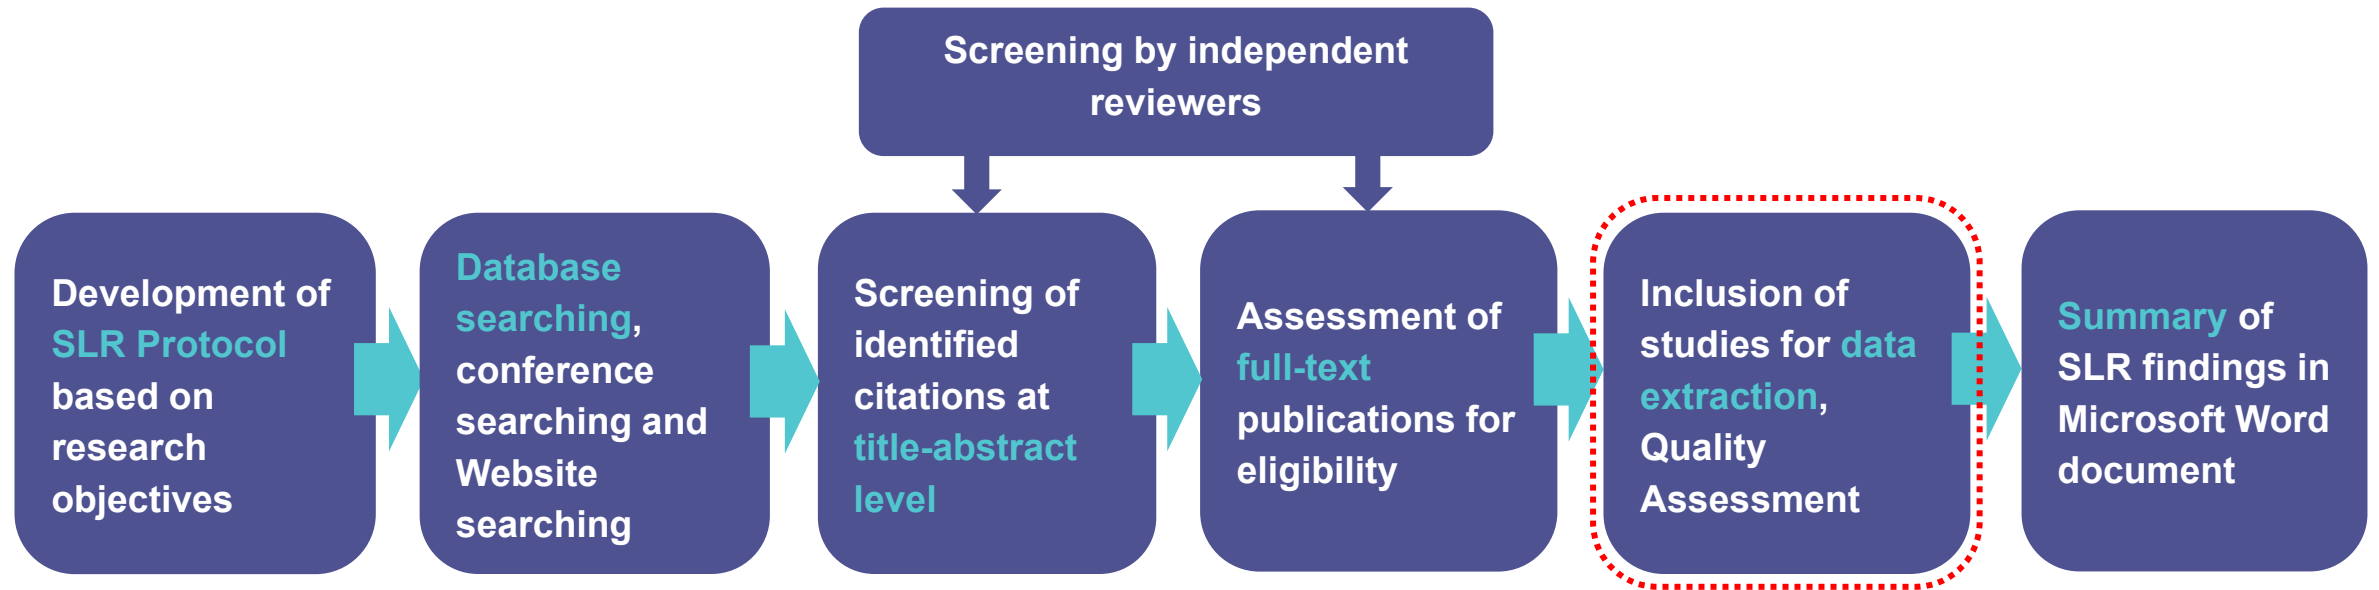 Screening by independent
reviewers
Development of
SLR Protocol
based on
research
objectives
Database
searching,
conference
searching and
Website
searching
Screening of
identified
citations at
title-abstract
level
Assessment of
full-text
publications for
eligibility
Inclusion of
studies for data
extraction,
Quality
Assessment
Summary of
SLR findings in
Microsoft Word
document